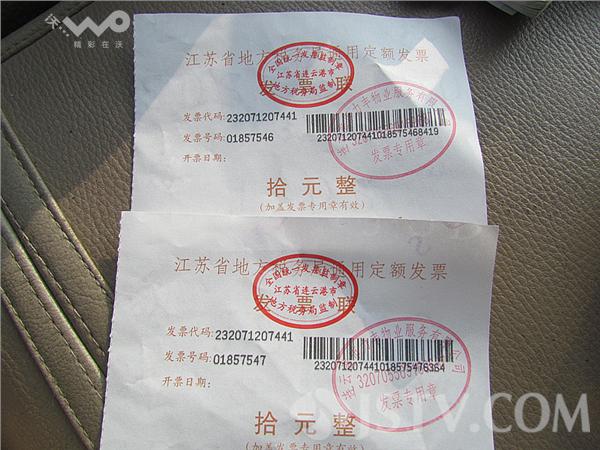 沃...
精彩在沃
江苏省地方税务局通用定额发票
全国统一发票监制章
江苏省连云港市
地方税务局监制
发票联
发票代码:232071207441
发票号码:01857546
232071207441018575468419
开票日期:
丰物业服务有限
发票专用章
拾元整
(加盖发票专用章有效)
江苏省地方税务局通用定额发票
全国统一发票监制章
江苏省连云港市
地方税务局监制
发票联
发票代码:232071207441
发票号码:01857547
232071207441018575476364
开票日期:
丰物业服务有限公司
发票专用章
拾元整
(加盖发票专用章有效)
JSTV.COM